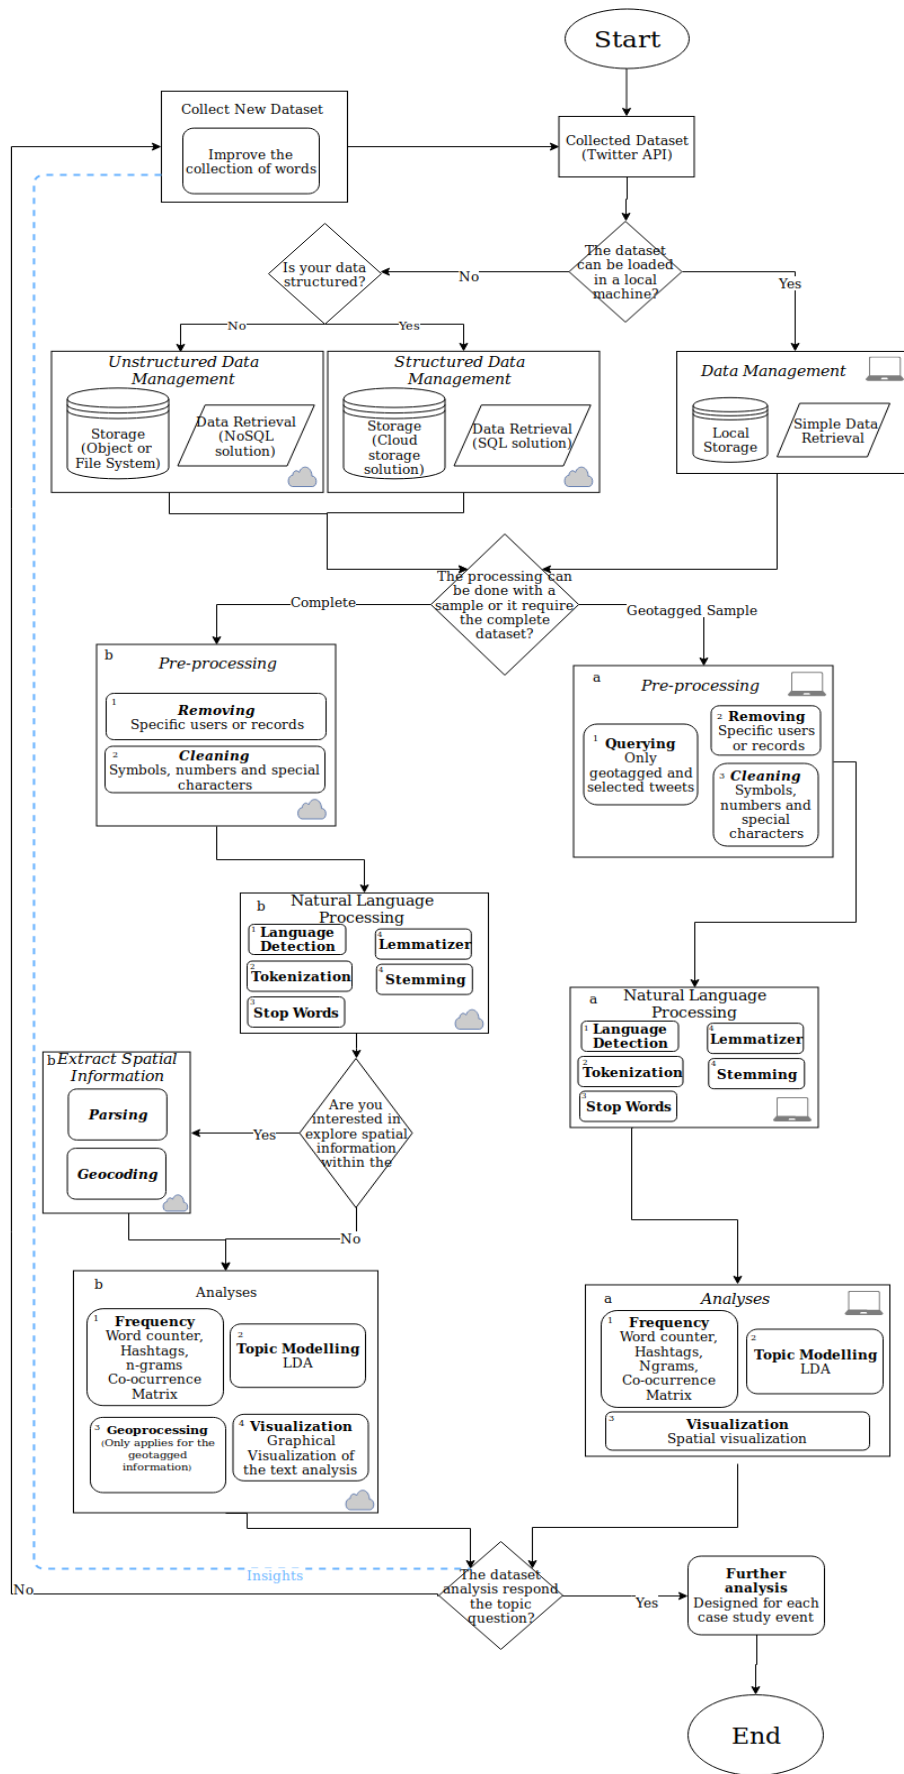 Start
Collect New Dataset
Improve the
collection of words
Collected Dataset
(Twitter API)
The dataset
can be loaded
in a local
machine?
No
Yes
Is your data
structured?
No
Yes
Unstructured Data
Management
Storage
(Object or
File System)
Data Retrieval
(NoSQL
solution)
Structured Data
Management
Storage
(Cloud
storage
solution)
Data Retrieval
(SQL solution)
Data Management
Local
Storage
Simple Data
Retrieval
The processing can
be done with a
sample or it require
the complete
dataset?
Complete
Geotagged Sample
b
Pre-processing
1
Removing
Specific users or records
2
Cleaning
Symbols, numbers and special
characters
a
Pre-processing
1
Querying
Only
geotagged and
selected tweets
2
Removing
Specific users
or records
3
Cleaning
Symbols,
numbers and
special
characters
b
Natural Language
Processing
1
Language
Detection
2
Tokenization
3
Stop Words
4
Lemmatizer
4
Stemming
a
Natural Language
Processing
1
Language
Detection
2
Tokenization
3
Stop Words
4
Lemmatizer
4
Stemming
b
Extract Spatial
Information
Parsing
Geocoding
Are you
interested in
explore spatial
information
within the
Yes
No
b
Analyses
1
Frequency
Word counter,
Hashtags,
n-grams
Co-ocurrence
Matrix
2
Topic Modelling
LDA
3
Geoprocessing
(Only applies for the
geotagged
information)
4
Visualization
Graphical
Visualization of
the text analysis
a
Analyses
1
Frequency
Word counter,
Hashtags,
Ngrams,
Co-ocurrence
Matrix
2
Topic Modelling
LDA
3
Visualization
Spatial visualization
Insights
No
The dataset
analysis respond
the topic
question?
Yes
Further
analysis
Designed for each
case study event
End